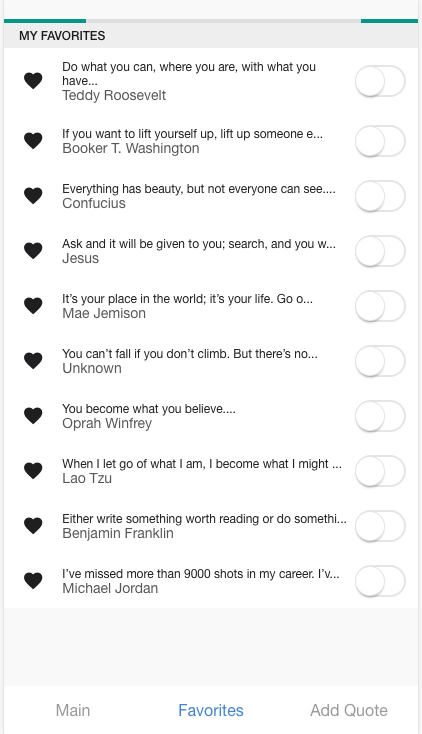 MY FAVORITES
Do what you can, where you are, with what you
have...
Teddy Roosevelt
If you want to lift yourself up, lift up someone e...
Booker T. Washington
Everything has beauty, but not everyone can see....
Confucius
Ask and it will be given to you; search, and you w...
Jesus
It’s your place in the world; it’s your life. Go o...
Mae Jemison
You can’t fall if you don’t climb. But there’s no...
Unknown
You become what you believe....
Oprah Winfrey
When I let go of what I am, I become what I might ...
Lao Tzu
Either write something worth reading or do somethi...
Benjamin Franklin
I’ve missed more than 9000 shots in my career. I’v...
Michael Jordan
Main
Favorites
Add Quote